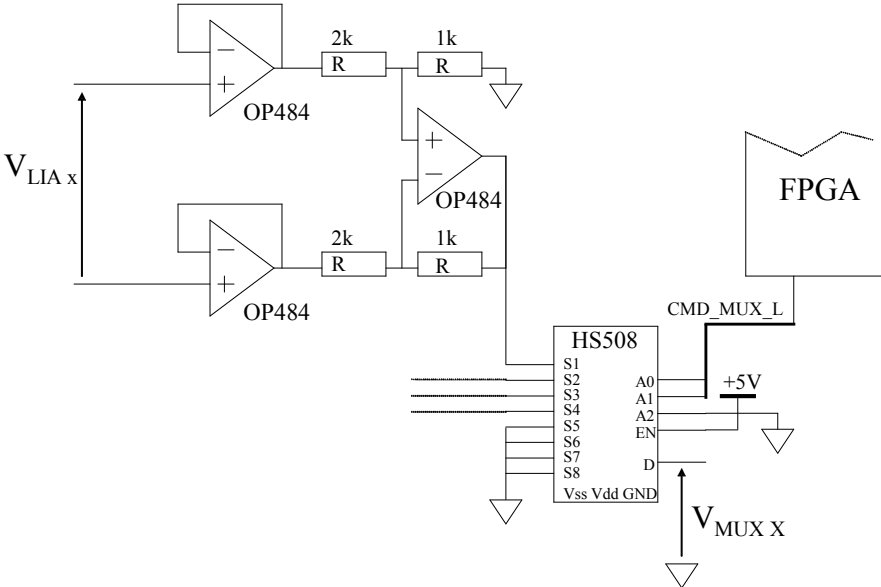 2k
1k
R
R
OP484
V LIA x
OP484
2k
1k
R
R
OP484
FPGA
CMD_MUX_L
HS508
S1
S2
S3
S4
S5
S6
S7
S8
A0
A1
A2
EN
D
+5V
Vss Vdd GND
V MUX X